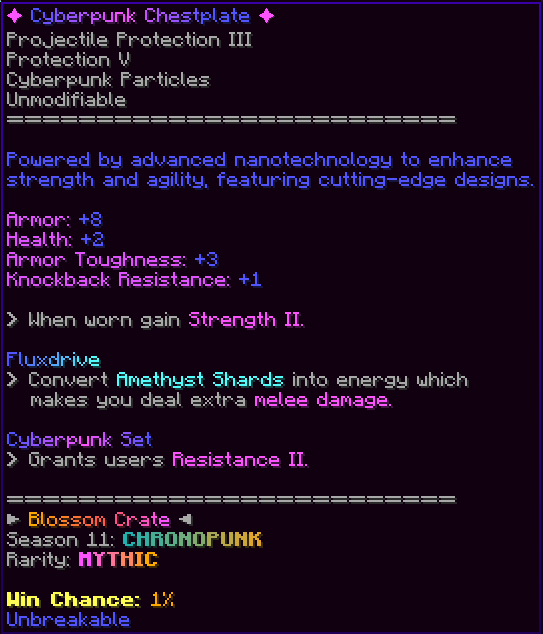 ✦ Cyberpunk Chestplate ✦
Projectile Protection III
Protection V
Cyberpunk Particles
Unmodifiable
=========================
Powered by advanced nanotechnology to enhance
strength and agility, featuring cutting-edge designs.
Armor: +8
Health: +2
Armor Toughness: +3
Knockback Resistance: +1
> When worn gain Strength II.
Fluxdrive
> Convert Amethyst Shards into energy which
makes you deal extra melee damage.
Cyberpunk Set
> Grants users Resistance II.
=========================
► Blossom Crate ◄
Season 11: CHRONOPUNK
Rarity: MYTHIC
Win Chance: 1%
Unbreakable